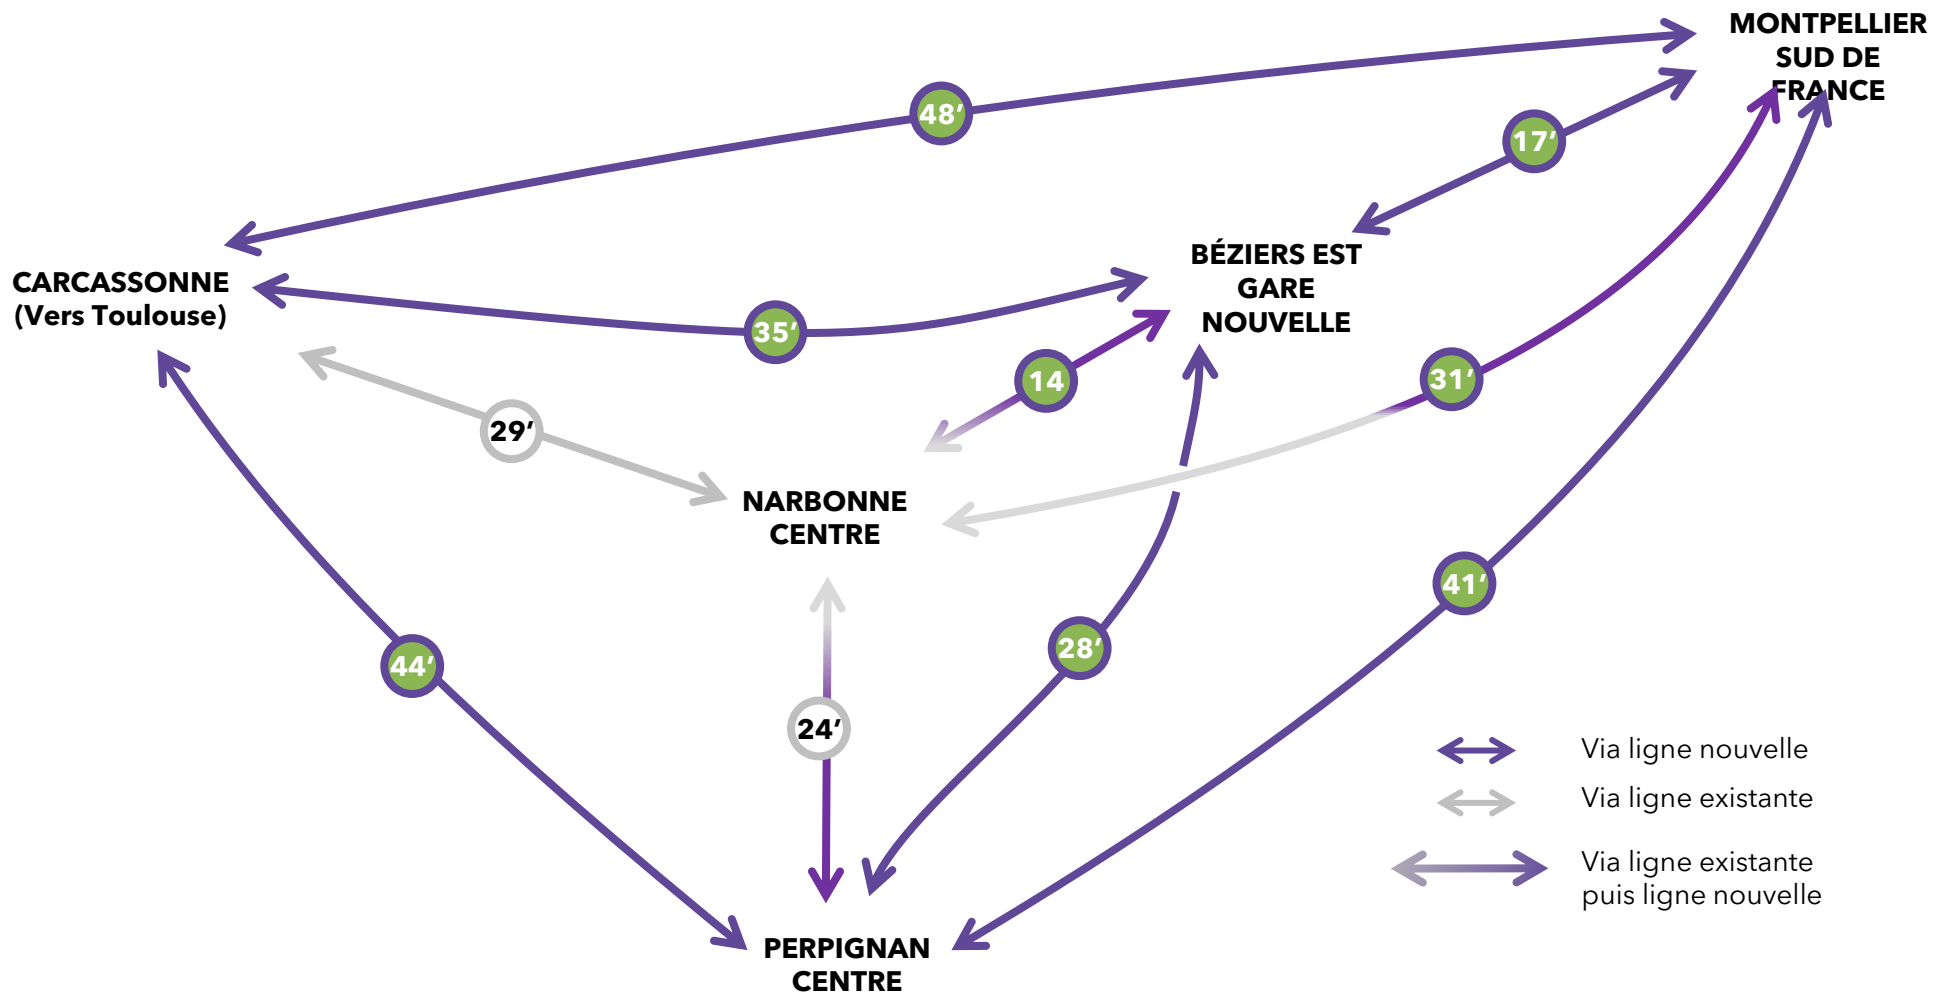 MONTPELLIER
SUD DE
FRANCE
48’
17’
BÉZIERS EST
GARE
NOUVELLE
CARCASSONNE
(Vers Toulouse)
35’
14
31’
29’
NARBONNE
CENTRE
41’
28’
44’
24’
Via ligne nouvelle
Via ligne existante
Via ligne existante
puis ligne nouvelle
PERPIGNAN
CENTRE